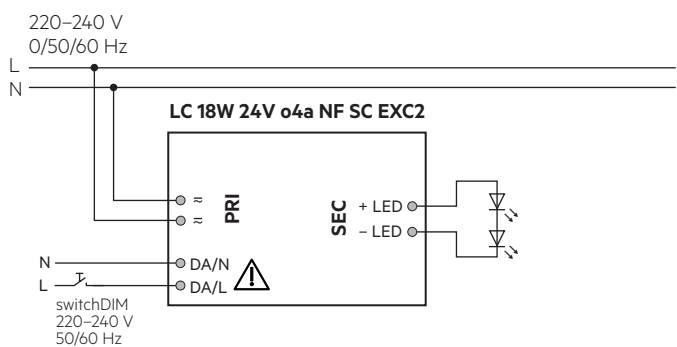 220–240 V
0/50/60 Hz
L
N
LC 18W 24V o4a NF SC EXC2
≂
≂
PRI
SEC
+ LED
– LED
N
DA/N
L
DA/L
switchDIM
220–240 V
50/60 Hz